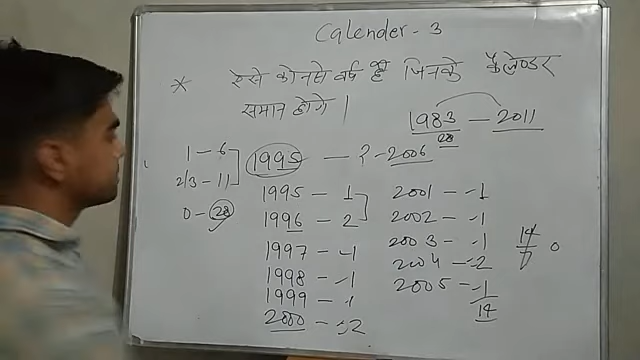 Calender - 3
* ऐसे कोनसे वर्ष है जिनके कैलेण्डर
समान होगे ।
1983 — 2011
28
1 — 6
2/3 — 11
0 — 28
1995 — ? - 2006
1995 — 1
1996 — 2
1997 — 1
1998 — 1
1999 — 1
2000 — 2
2001 — 1
2002 — 1
2003 — 1
2004 — 2
2005 — 1
14
14/7 0